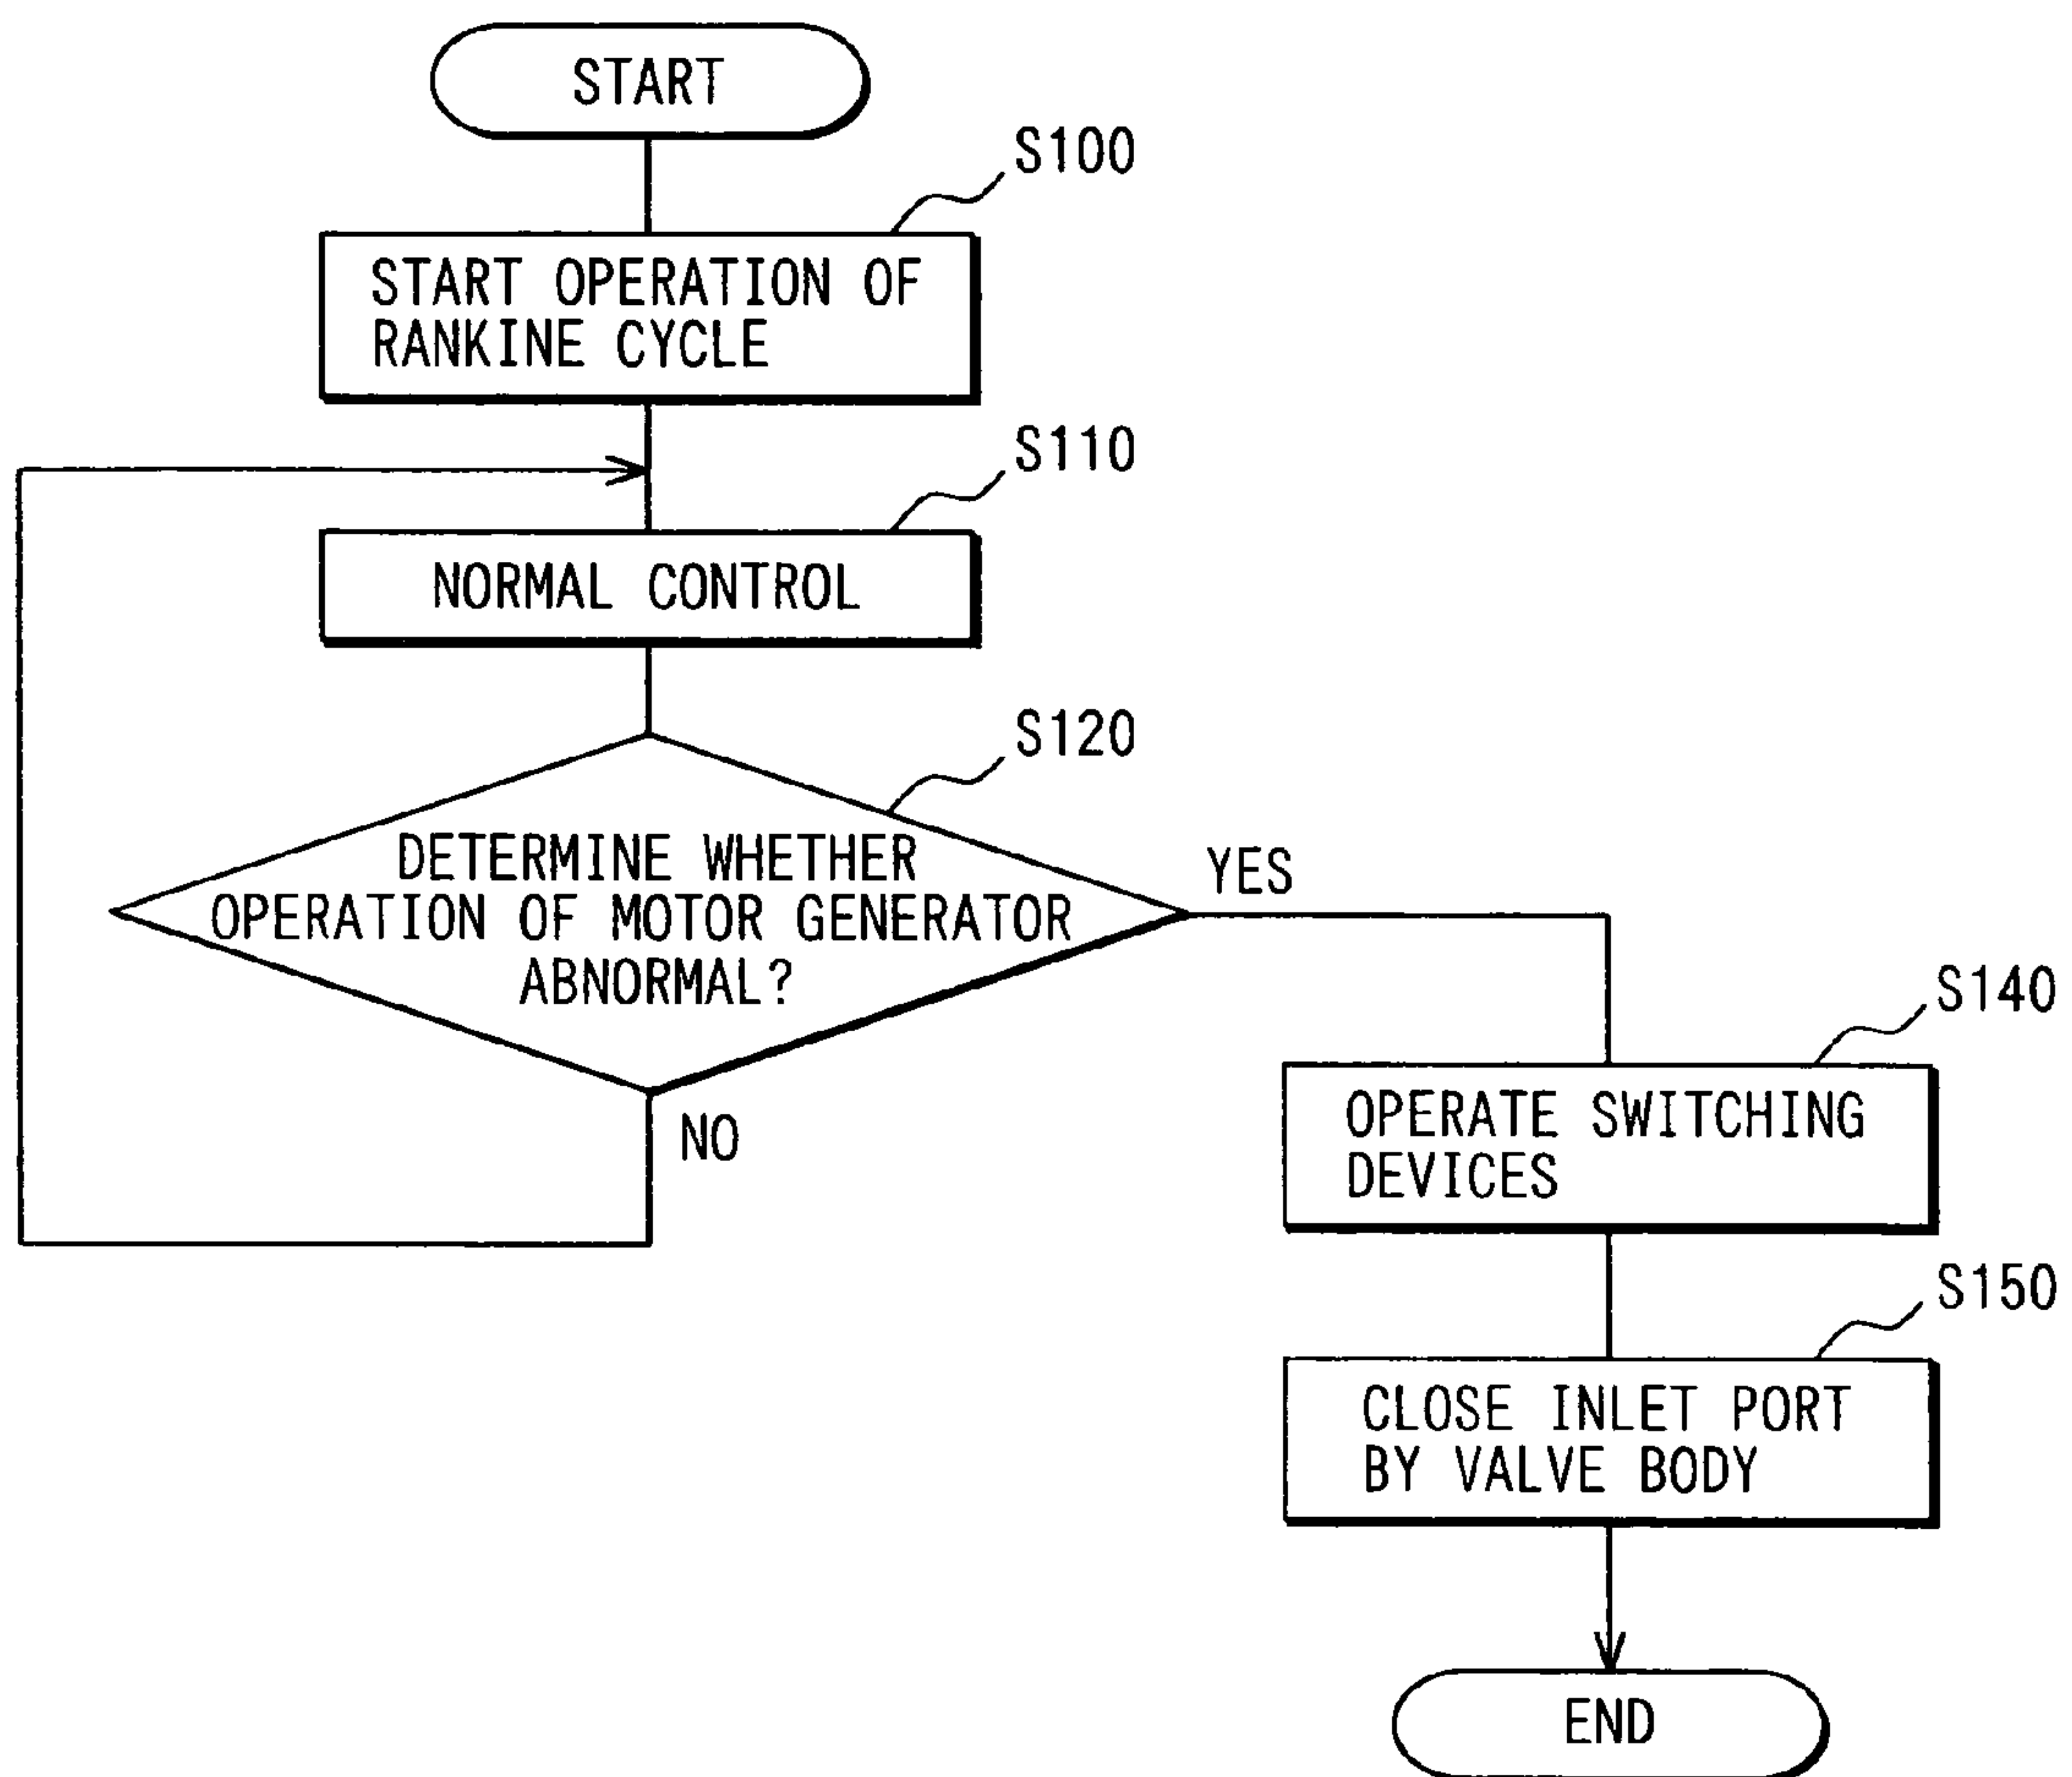 START
S100
START OPERATION OF
RANKINE CYCLE
S110
NORMAL CONTROL
S120
DETERMINE WHETHER
OPERATION OF MOTOR GENERATOR
ABNORMAL?
YES
NO
S140
OPERATE SWITCHING
DEVICES
S150
CLOSE INLET PORT
BY VALVE BODY
END